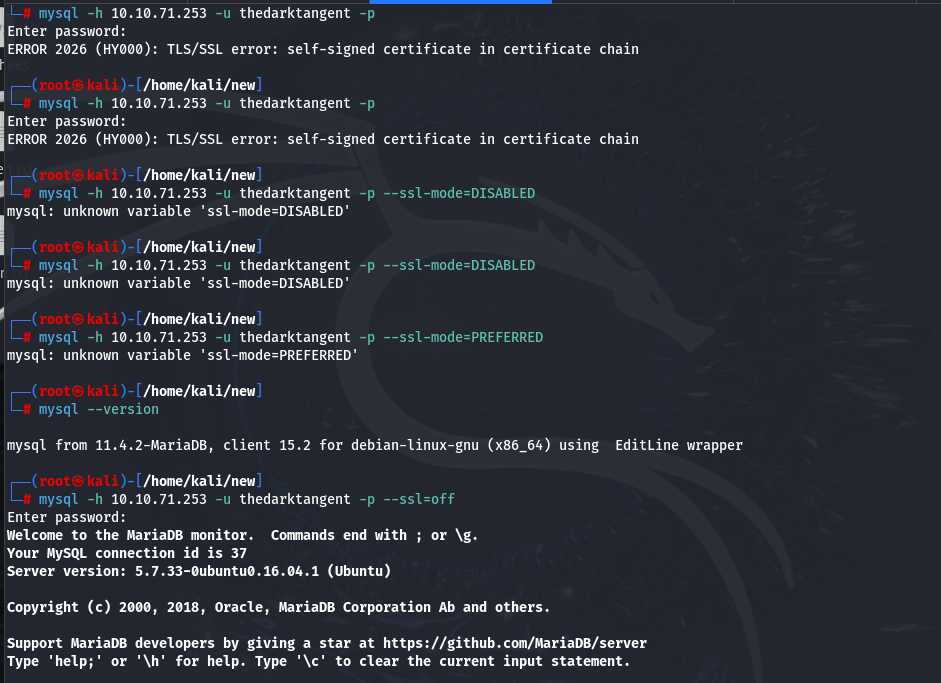 └─# mysql -h 10.10.71.253 -u thedarktangent -p
Enter password:
ERROR 2026 (HY000): TLS/SSL error: self-signed certificate in certificate chain
┌──(root㉿kali)-[/home/kali/new]
└─# mysql -h 10.10.71.253 -u thedarktangent -p
Enter password:
ERROR 2026 (HY000): TLS/SSL error: self-signed certificate in certificate chain
┌──(root㉿kali)-[/home/kali/new]
└─# mysql -h 10.10.71.253 -u thedarktangent -p --ssl-mode=DISABLED
mysql: unknown variable 'ssl-mode=DISABLED'
┌──(root㉿kali)-[/home/kali/new]
└─# mysql -h 10.10.71.253 -u thedarktangent -p --ssl-mode=DISABLED
mysql: unknown variable 'ssl-mode=DISABLED'
┌──(root㉿kali)-[/home/kali/new]
└─# mysql -h 10.10.71.253 -u thedarktangent -p --ssl-mode=PREFERRED
mysql: unknown variable 'ssl-mode=PREFERRED'
┌──(root㉿kali)-[/home/kali/new]
└─# mysql --version
mysql from 11.4.2-MariaDB, client 15.2 for debian-linux-gnu (x86_64) using  EditLine wrapper
┌──(root㉿kali)-[/home/kali/new]
└─# mysql -h 10.10.71.253 -u thedarktangent -p --ssl=off
Enter password:
Welcome to the MariaDB monitor.  Commands end with ; or \g.
Your MySQL connection id is 37
Server version: 5.7.33-0ubuntu0.16.04.1 (Ubuntu)
Copyright (c) 2000, 2018, Oracle, MariaDB Corporation Ab and others.
Support MariaDB developers by giving a star at https://github.com/MariaDB/server
Type 'help;' or '\h' for help. Type '\c' to clear the current input statement.